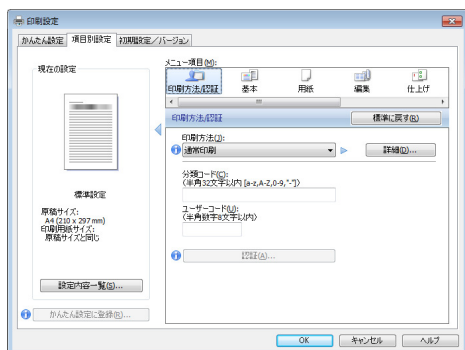 印刷設定
かんたん設定 項目別設定 初期設定／バージョン
現在の設定
メニュー項目(M):
印刷方法/認証 基本 用紙 編集 仕上げ
印刷方法/認証
標準に戻す(R)
印刷方法(J):
通常印刷
詳細(D)...
分類コード(C):
(半角32文字以内 [a-z,A-Z,0-9,"-"])
ユーザーコード(U):
(半角数字8文字以内)
認証(A)...
標準設定
原稿サイズ:
A4 (210 x 297 mm)
印刷用紙サイズ:
原稿サイズと同じ
設定内容一覧(S)...
かんたん設定に登録(R)...
OK キャンセル ヘルプ